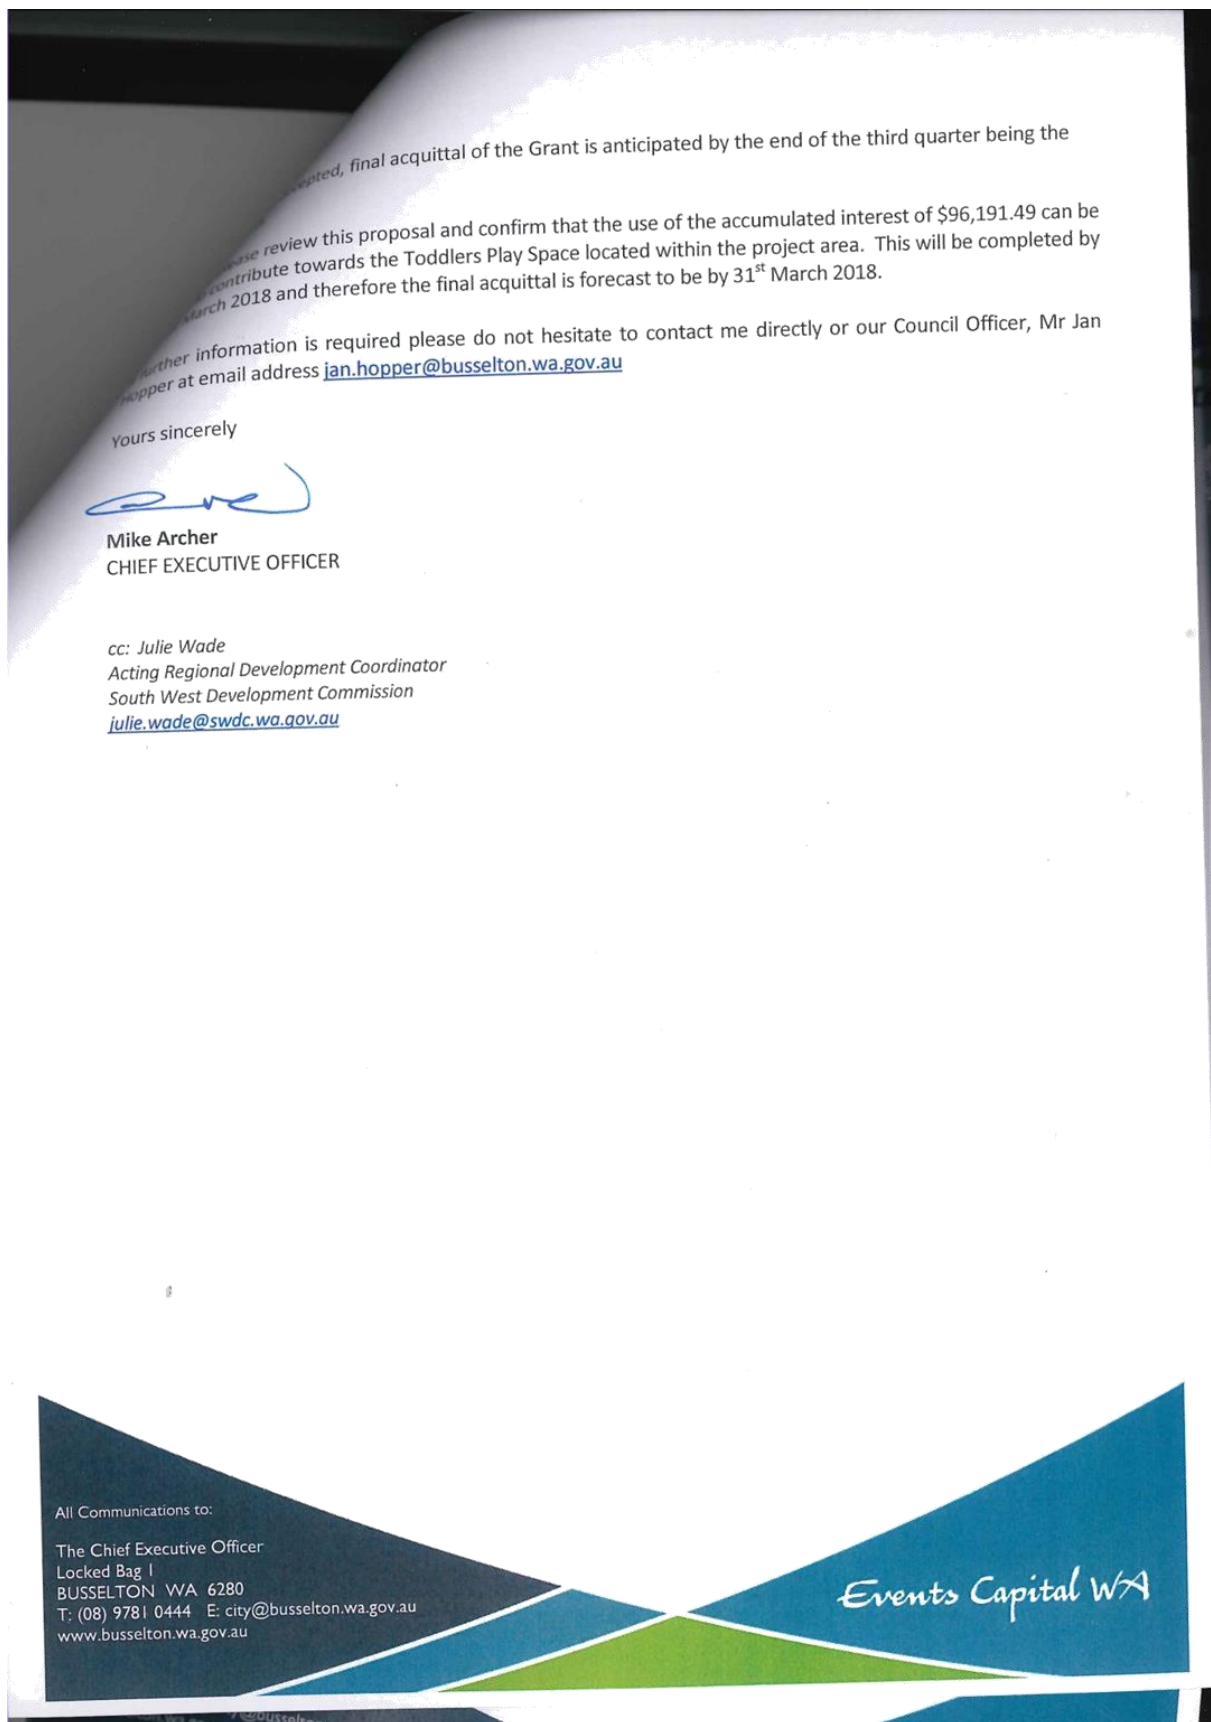 final acquittal of the Grant is anticipated by the end of the third quarter being the
review this proposal and confirm that the use of the accumulated interest of $96,191.49 can be
towards the Toddlers Play Space located within the project area. This will be completed by
2018 and therefore the final acquittal is forecast to be by 31st March 2018.
information is required please do not hesitate to contact me directly or our Council Officer, Mr Jan
Hopper at email address jan.hopper@busselton.wa.gov.au
Yours sincerely
Mike Archer
CHIEF EXECUTIVE OFFICER
cc: Julie Wade
Acting Regional Development Coordinator
South West Development Commission
julie.wade@swdc.wa.gov.au
All Communications to:
The Chief Executive Officer
Locked Bag 1
BUSSELTON WA 6280
T: (08) 9781 0444 E: city@busselton.wa.gov.au
www.busselton.wa.gov.au
Events Capital WA